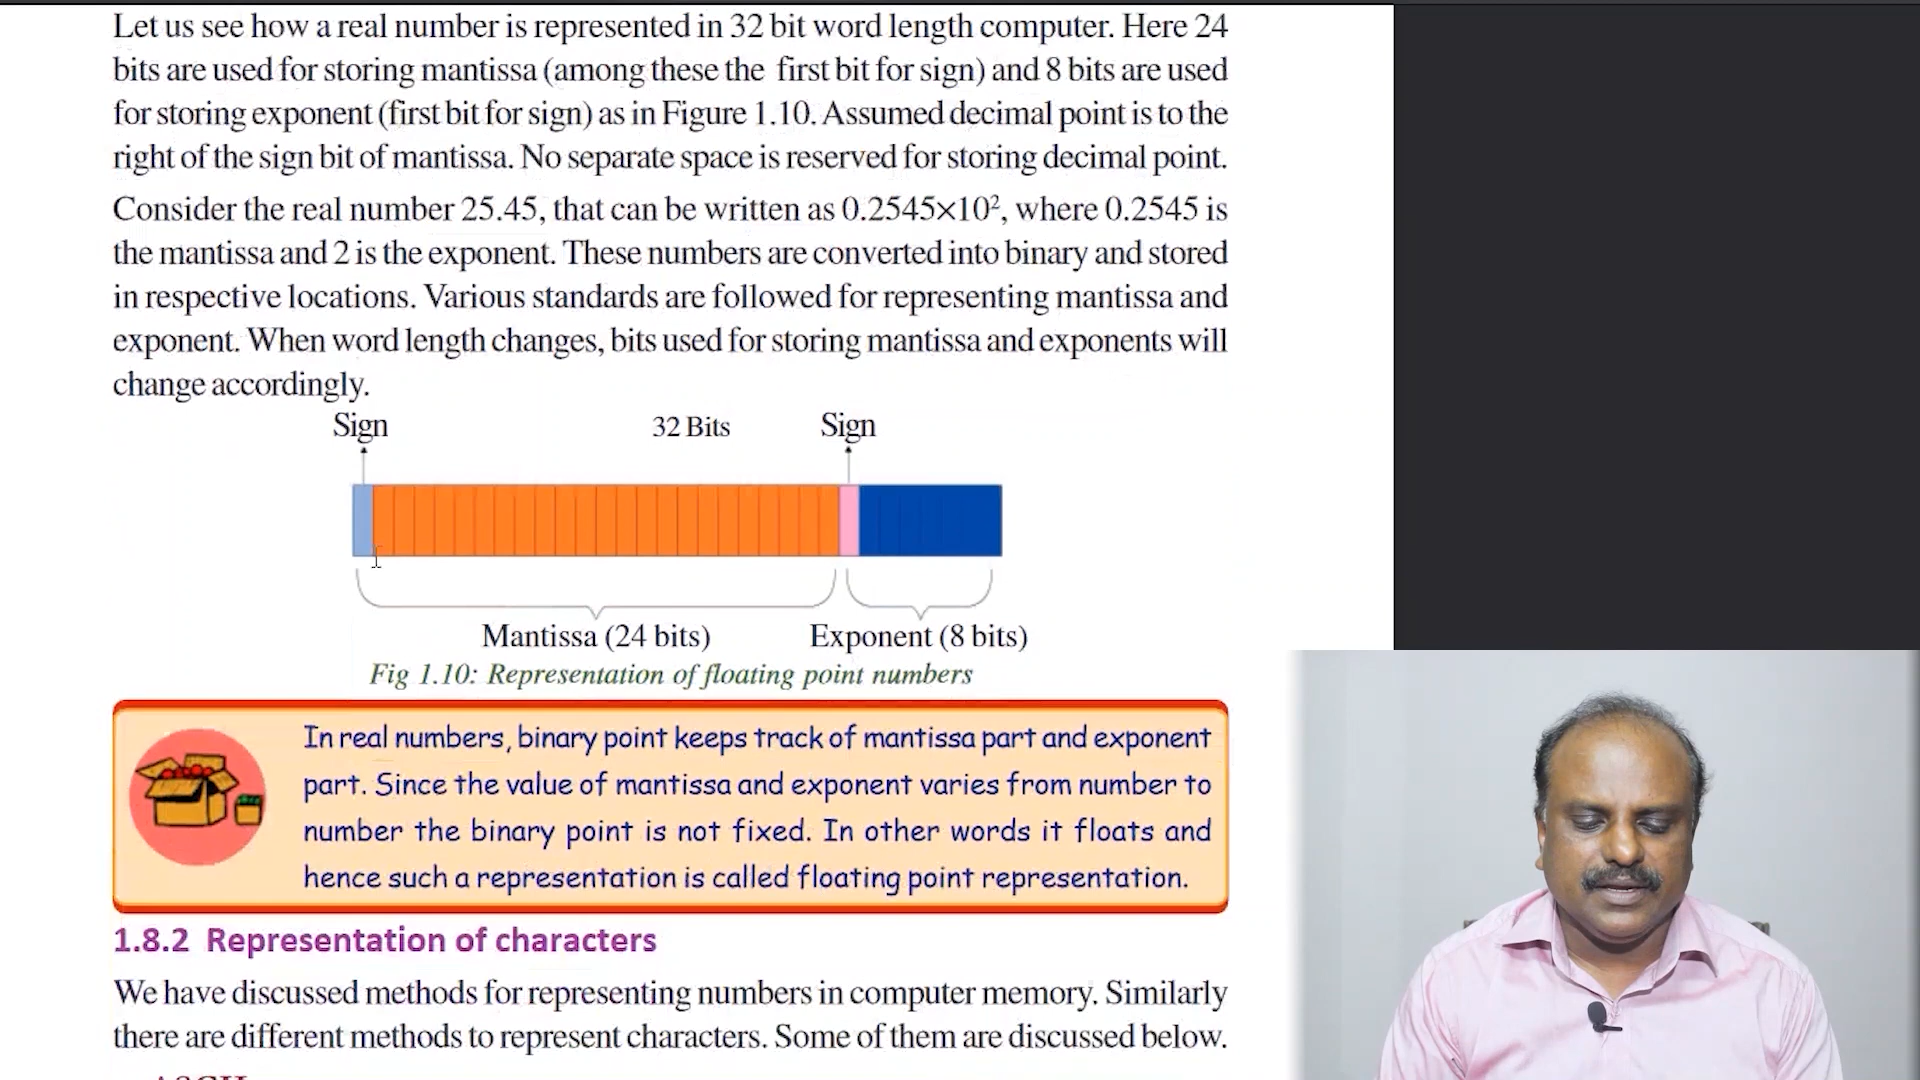 Let us see how a real number is represented in 32 bit word length computer. Here 24
bits are used for storing mantissa (among these the first bit for sign) and 8 bits are used
for storing exponent (first bit for sign) as in Figure 1.10. Assumed decimal point is to the
right of the sign bit of mantissa. No separate space is reserved for storing decimal point.
Consider the real number 25.45, that can be written as 0.2545×10², where 0.2545 is
the mantissa and 2 is the exponent. These numbers are converted into binary and stored
in respective locations. Various standards are followed for representing mantissa and
exponent. When word length changes, bits used for storing mantissa and exponents will
change accordingly.
Sign 32 Bits Sign
Mantissa (24 bits) Exponent (8 bits)
Fig 1.10: Representation of floating point numbers
In real numbers, binary point keeps track of mantissa part and exponent
part. Since the value of mantissa and exponent varies from number to
number the binary point is not fixed. In other words it floats and
hence such a representation is called floating point representation.
1.8.2 Representation of characters
We have discussed methods for representing numbers in computer memory. Similarly
there are different methods to represent characters. Some of them are discussed below.